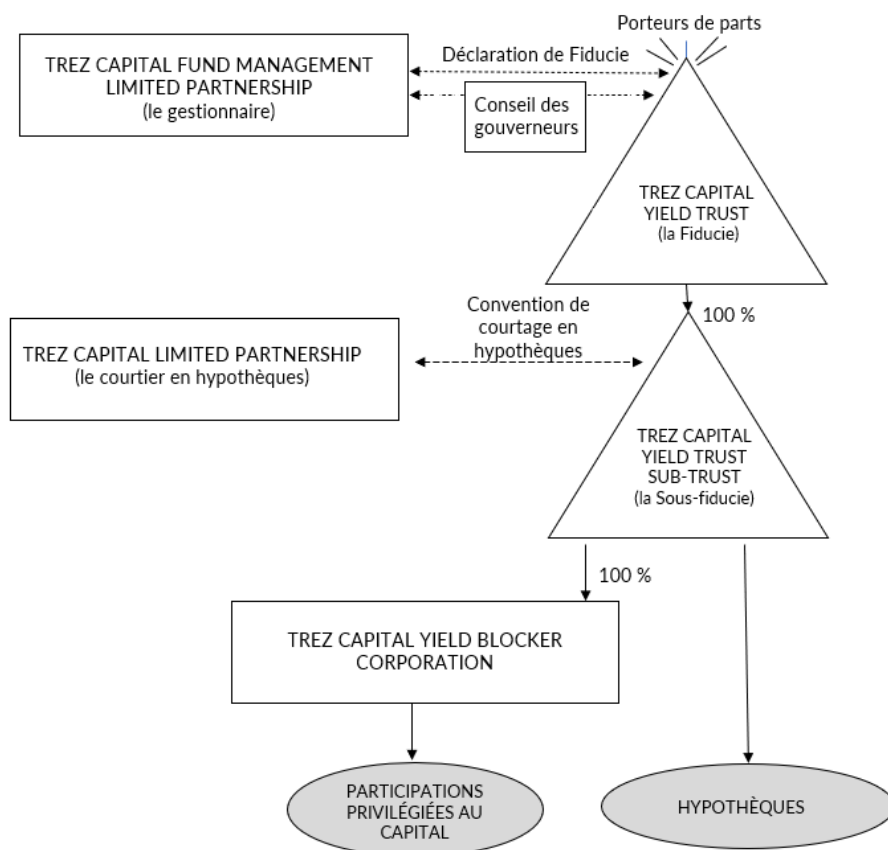 Porteurs de parts
TREZ CAPITAL FUND MANAGEMENT
LIMITED PARTNERSHIP
(le gestionnaire)
Déclaration de Fiducie
Conseil des
gouverneurs
TREZ CAPITAL
YIELD TRUST
(la Fiducie)
100 %
TREZ CAPITAL LIMITED PARTNERSHIP
(le courtier en hypothèques)
Convention de
courtage en
hypothèques
TREZ CAPITAL
YIELD TRUST
SUB-TRUST
(la Sous-fiducie)
100 %
TREZ CAPITAL YIELD BLOCKER
CORPORATION
PARTICIPATIONS
PRIVILÉGIÉES AU
CAPITAL
HYPOTHÈQUES